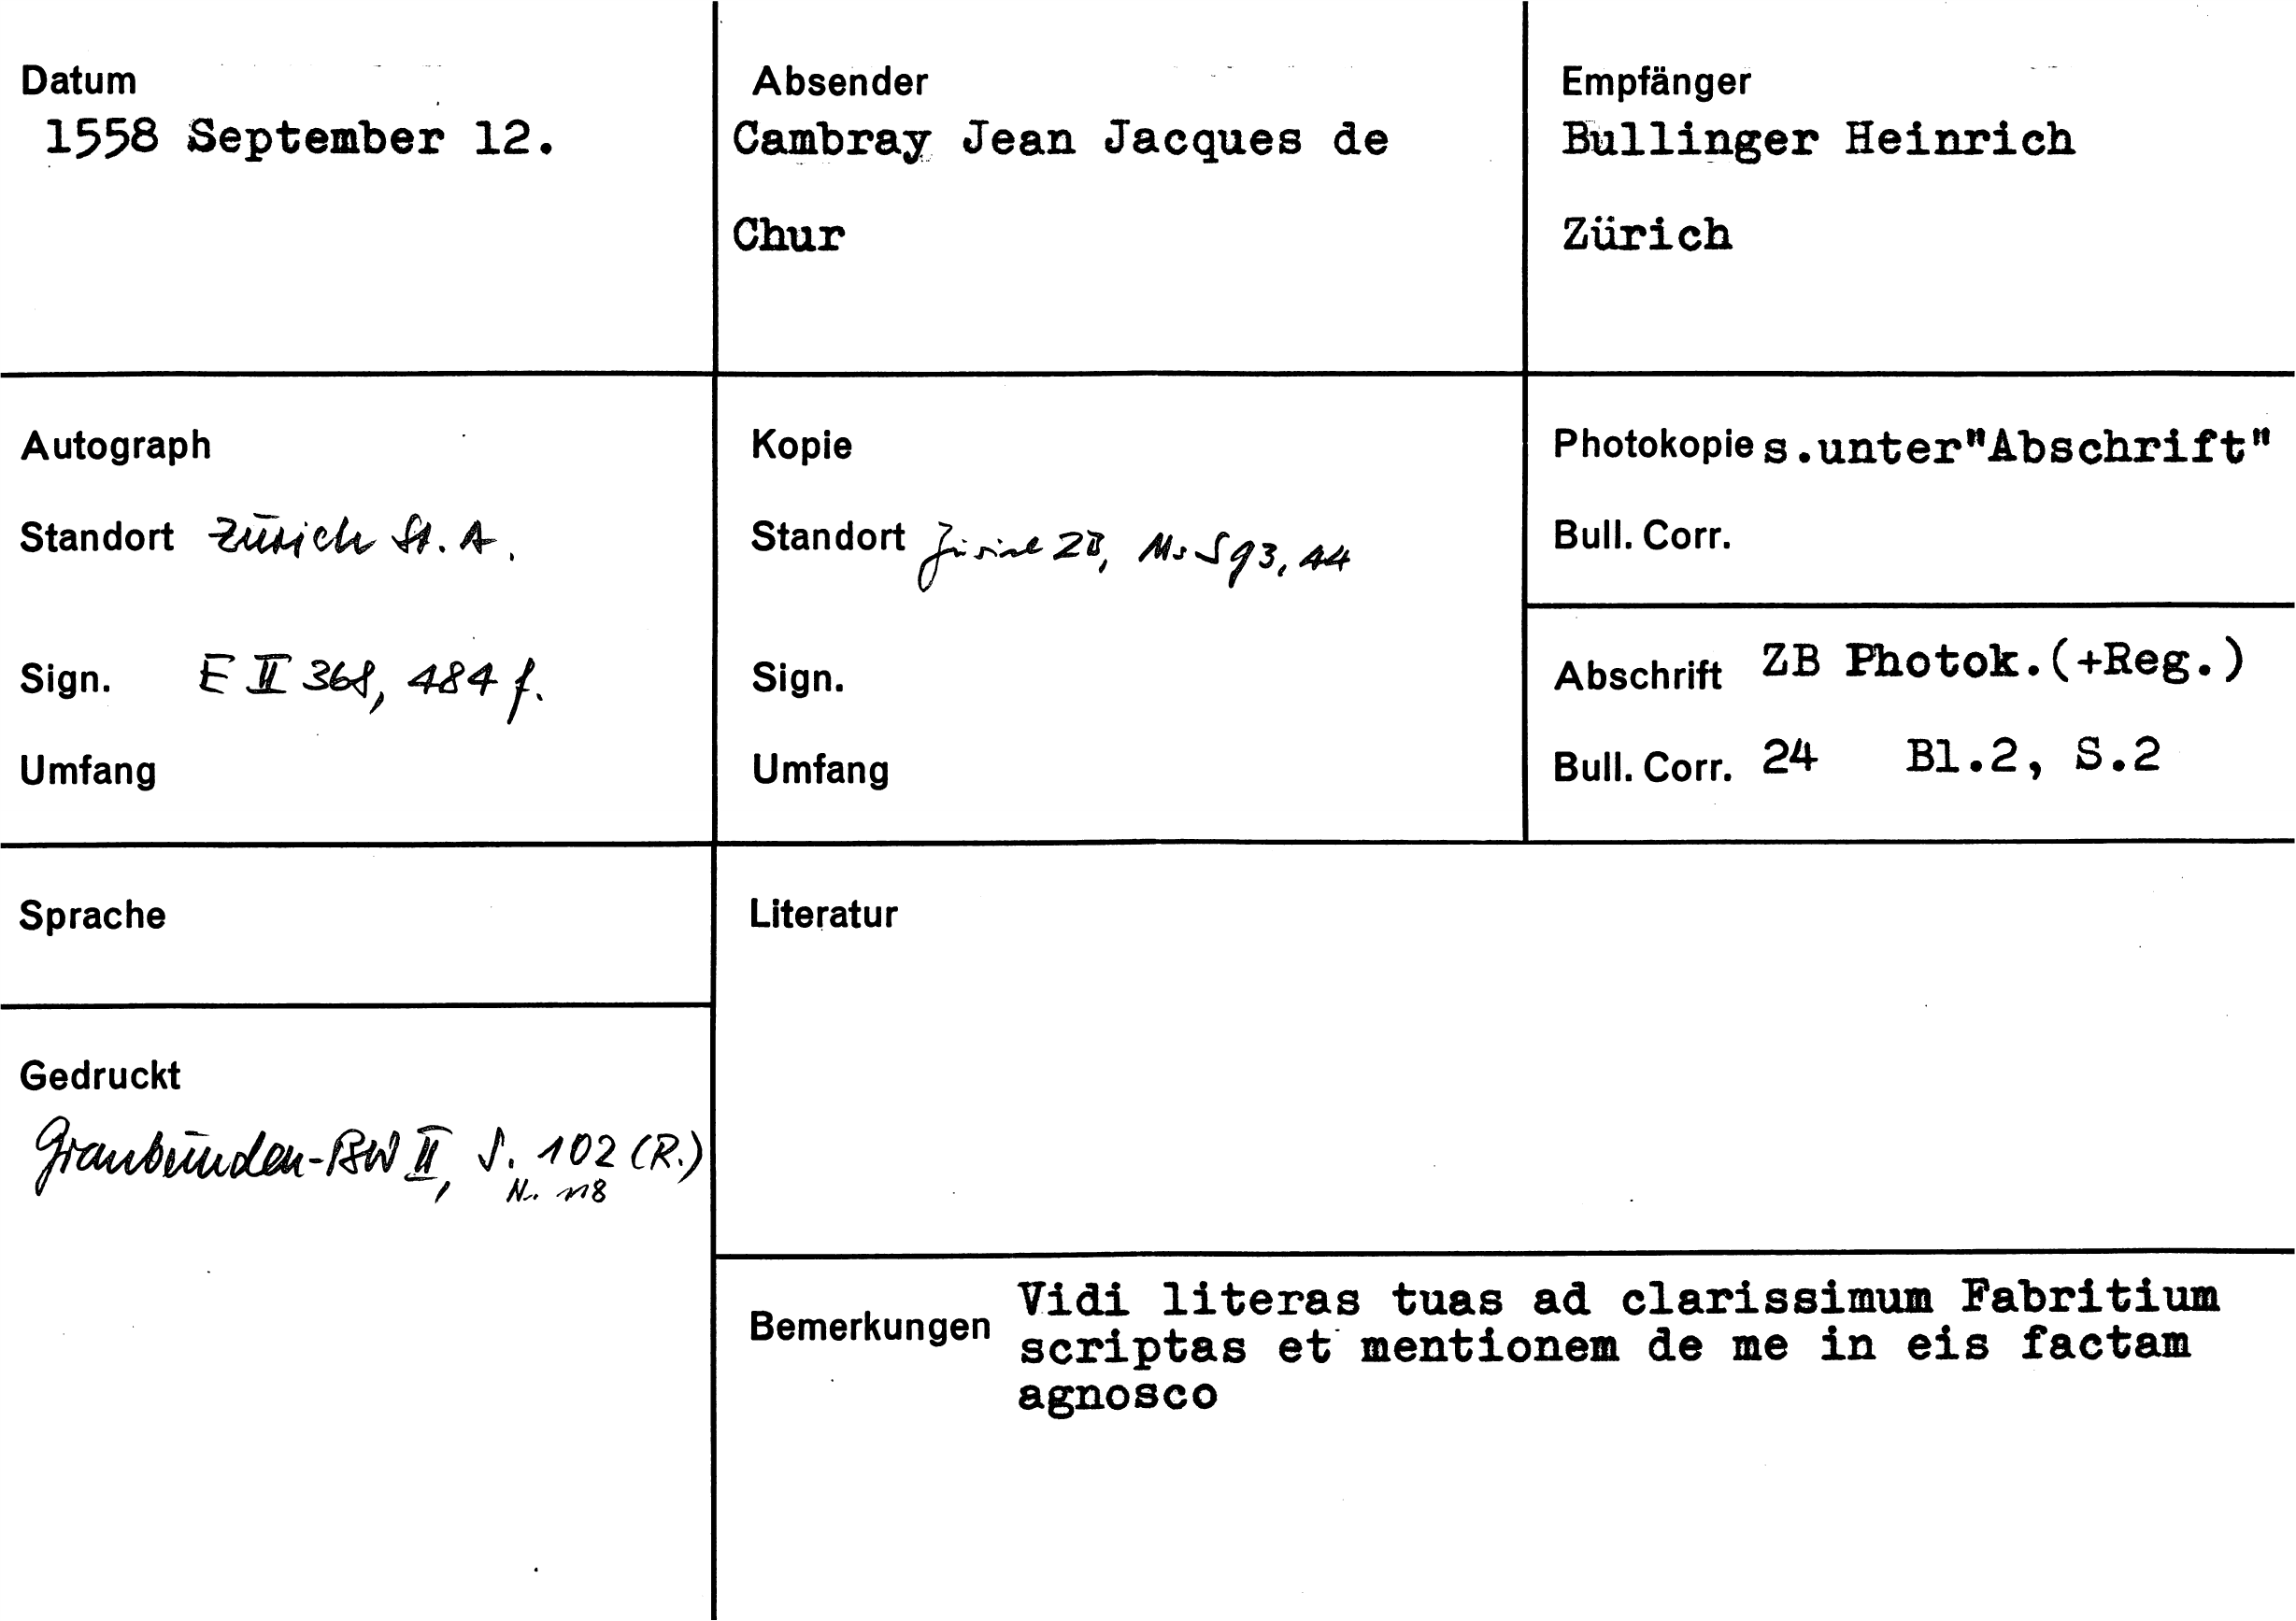 Datum
1558 September 12.
Absender
Cambray Jean Jacques de
Chur
Empfänger
Bullinger Heinrich
Zürich
Autograph
Standort Zürich St. A.
Sign. E II 368, 484 f.
Umfang
Kopie
Standort Zürich ZB, Ms S 93, 44
Sign.
Umfang
Photokopie s.unter"Abschrift"
Bull. Corr.
Abschrift ZB Photok.(+Reg.)
Bull. Corr. 24 Bl.2, S.2
Sprache
Literatur
Gedruckt
Graubünden-BW II, S. 102 (R.)
N. 118
Bemerkungen Vidi literas tuas ad clarissimum Fabritium
scriptas et mentionem de me in eis factam
agnosco